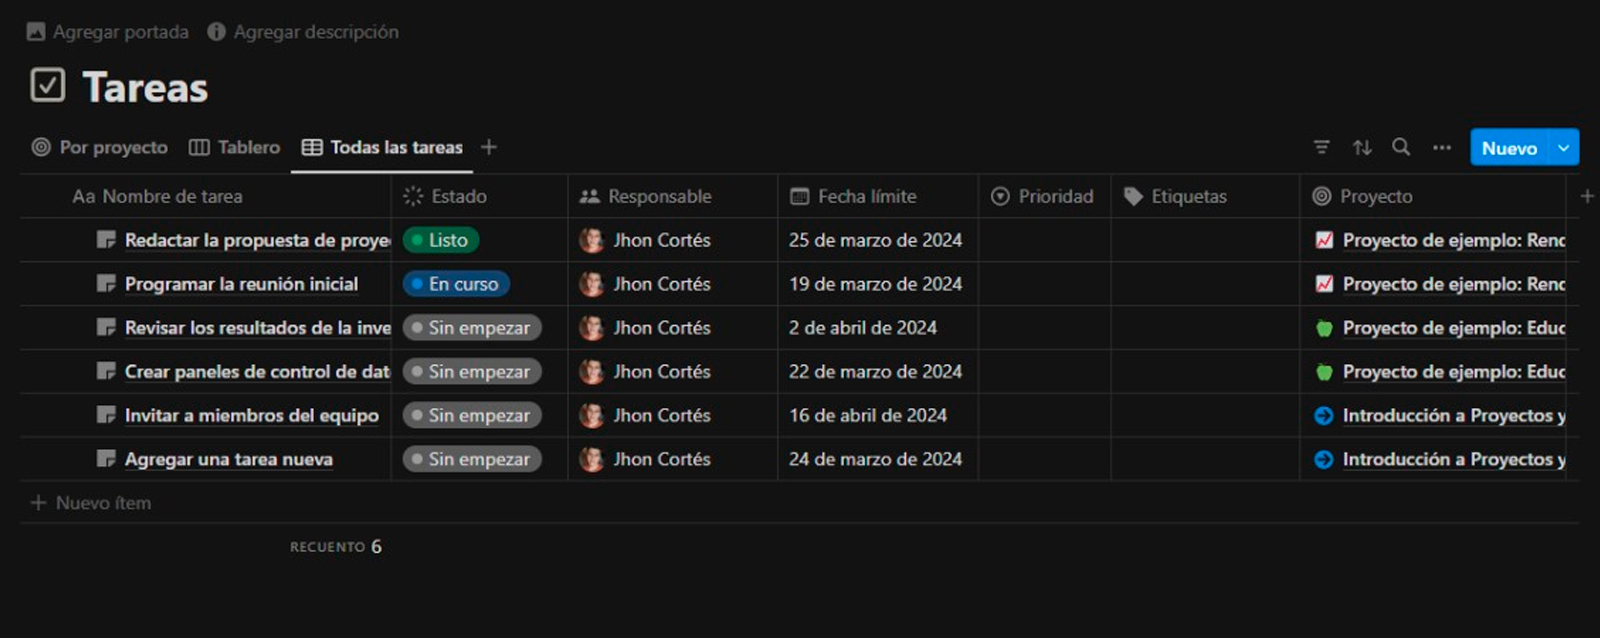 Agregar portada Agregar descripción
Tareas
Por proyecto Tablero Todas las tareas + Nuevo
Aa Nombre de tarea Estado Responsable Fecha límite Prioridad Etiquetas Proyecto +
Redactar la propuesta de proye Listo Jhon Cortés 25 de marzo de 2024 Proyecto de ejemplo: Rend
Programar la reunión inicial En curso Jhon Cortés 19 de marzo de 2024 Proyecto de ejemplo: Rend
Revisar los resultados de la inve Sin empezar Jhon Cortés 2 de abril de 2024 Proyecto de ejemplo: Educ
Crear paneles de control de dat Sin empezar Jhon Cortés 22 de marzo de 2024 Proyecto de ejemplo: Educ
Invitar a miembros del equipo Sin empezar Jhon Cortés 16 de abril de 2024 Introducción a Proyectos y
Agregar una tarea nueva Sin empezar Jhon Cortés 24 de marzo de 2024 Introducción a Proyectos y
+ Nuevo ítem
RECUENTO 6